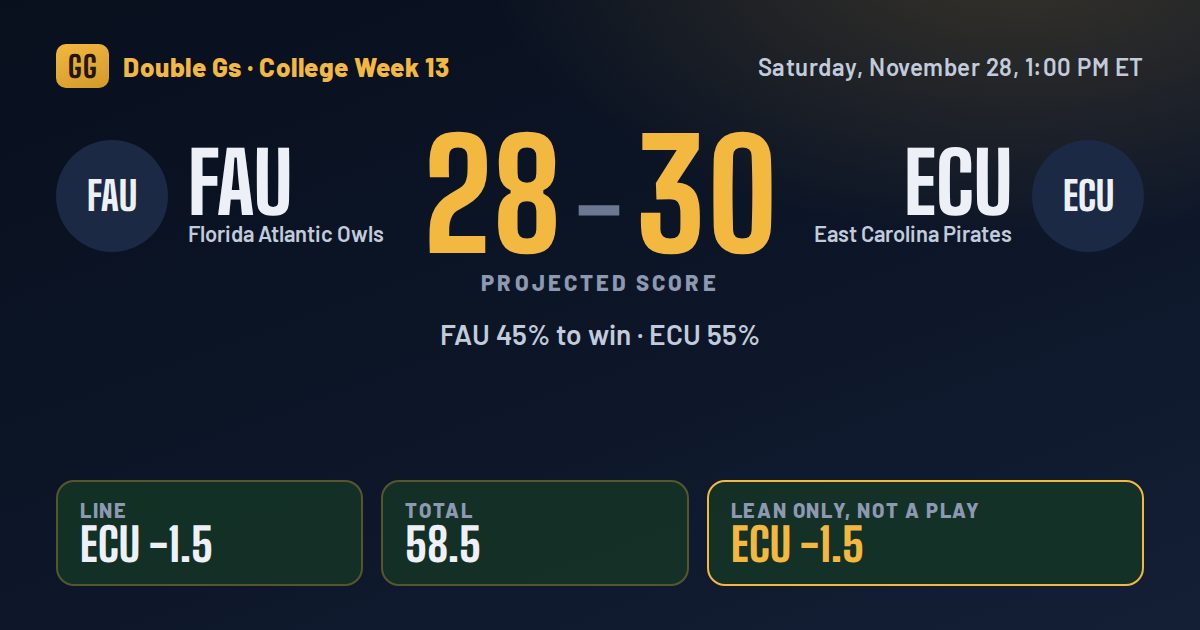 GG
Double Gs · College Week 13
Saturday, November 28, 1:00 PM ET
FAU
FAU
Florida Atlantic Owls
28 – 30
ECU
East Carolina Pirates
ECU
PROJECTED SCORE
FAU 45% to win · ECU 55%
LINE
ECU −1.5
TOTAL
58.5
LEAN ONLY, NOT A PLAY
ECU −1.5